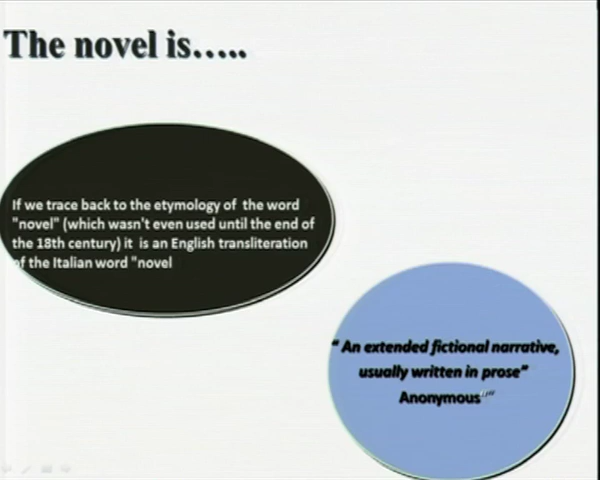 The novel is…..
If we trace back to the etymology of the word
"novel" (which wasn't even used until the end of
the 18th century) it is an English transliteration
of the Italian word "novel
“ An extended fictional narrative,
usually written in prose”
Anonymous“”